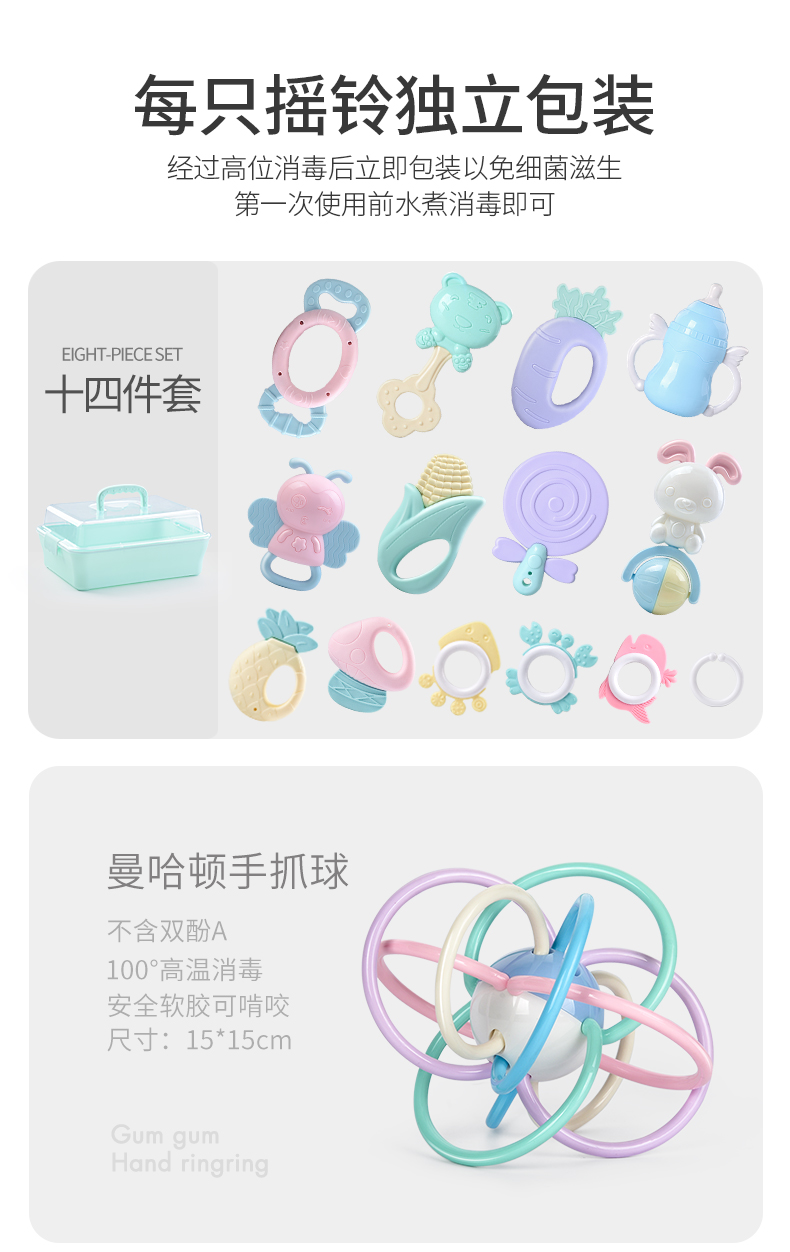 每只摇铃独立包装
经过高位消毒后立即包装以免细菌滋生
第一次使用前水煮消毒即可
EIGHT-PIECE SET
十四件套
曼哈顿手抓球
不含双酚A
100°高温消毒
安全软胶可啃咬
尺寸：15*15cm
Gum gum
Hand ringring